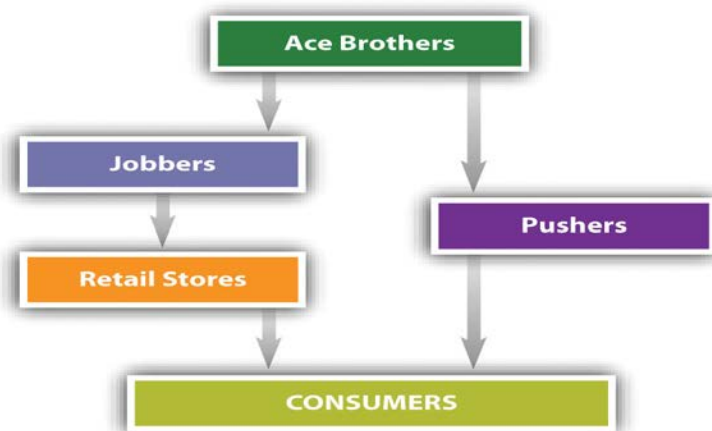 Ace Brothers
Jobbers
Pushers
Retail Stores
CONSUMERS